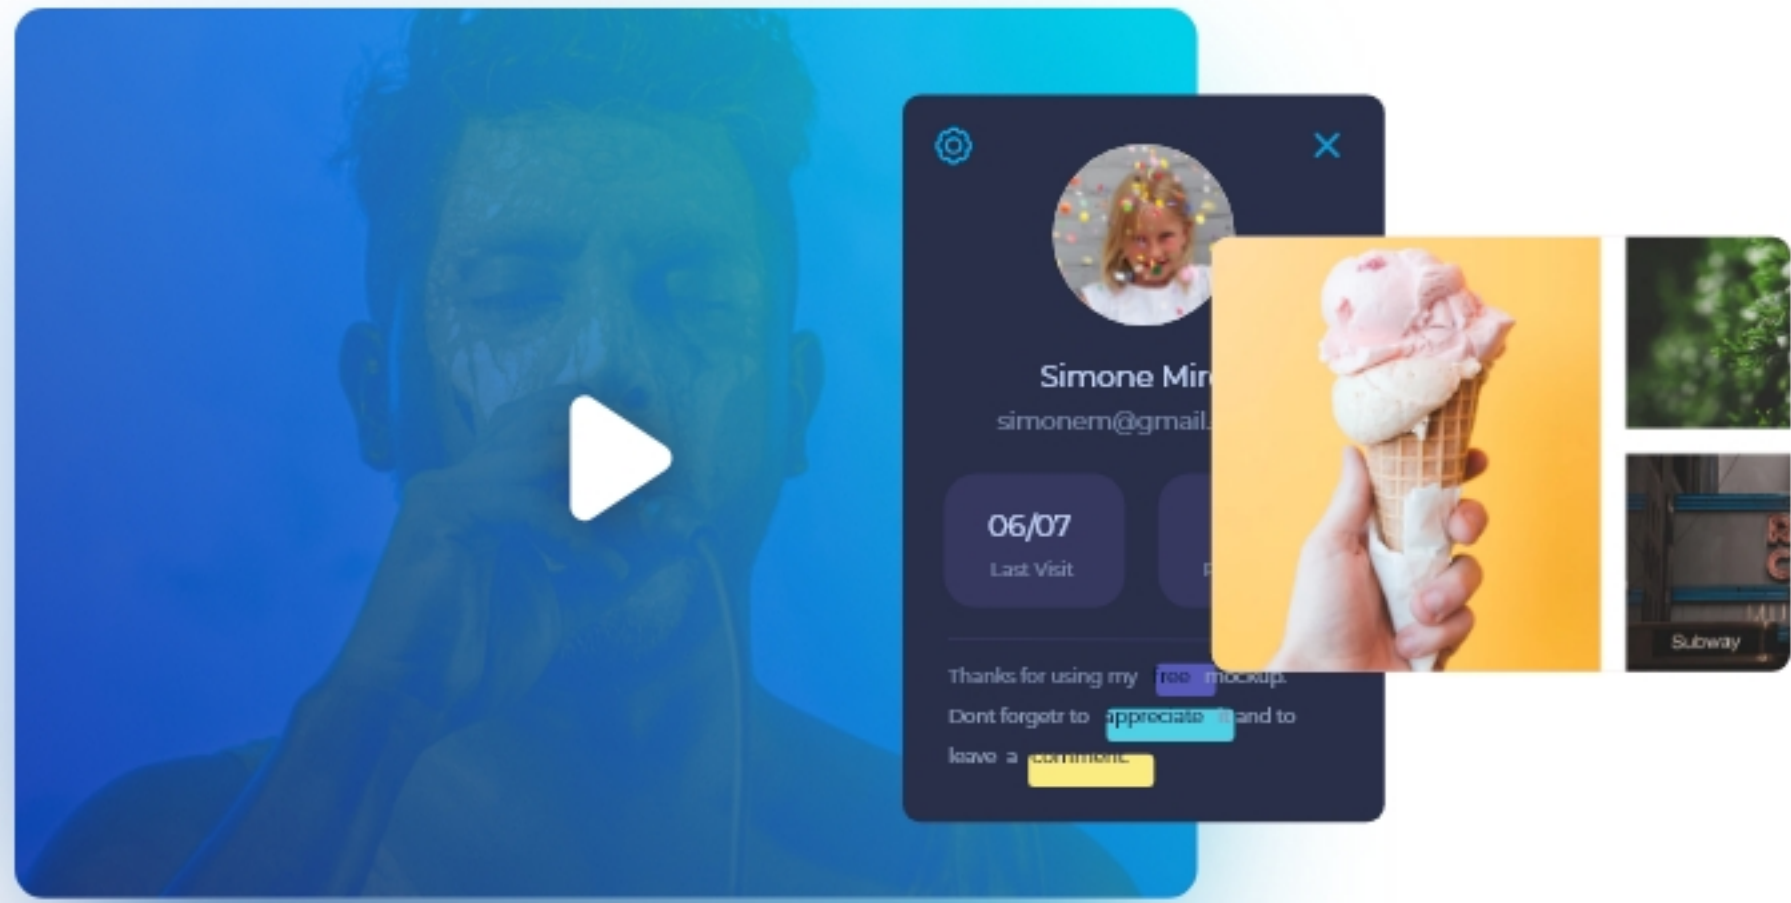 Simone Mir
simonem@gmail.
06/07
Last Visit
Thanks for using my free mockup.
Dont forgetr to appreciate it and to
leave a comment.
Subway